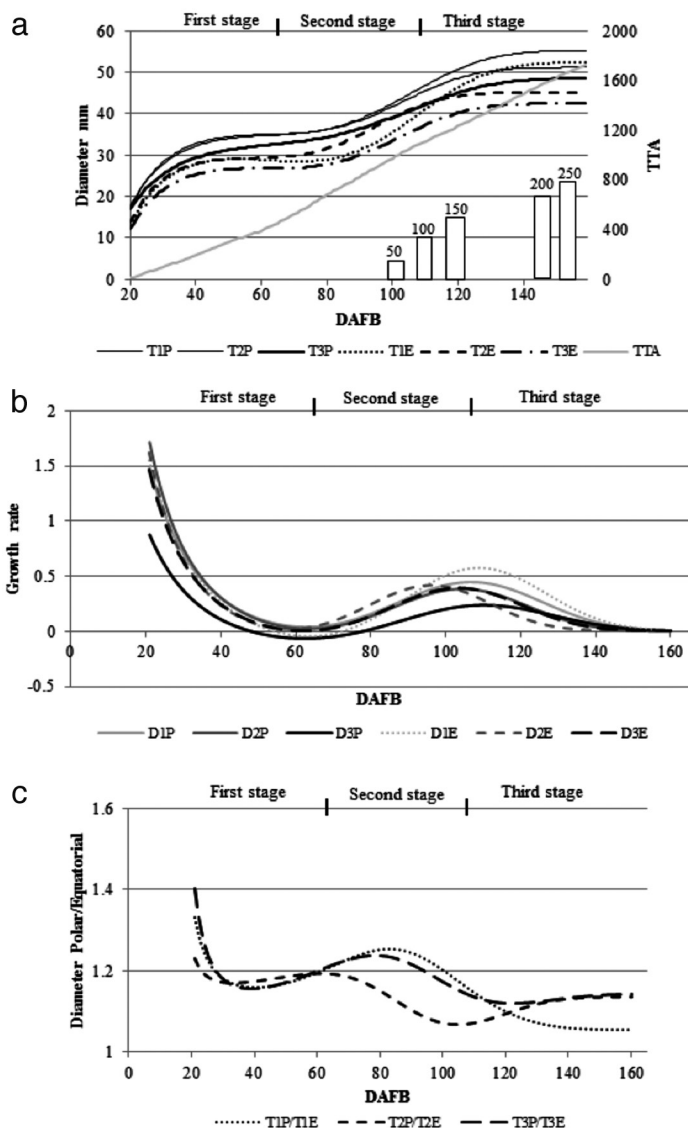 a
First stage Second stage Third stage
60 2000
50 1600
40 1200
30 800
20 400
10 0
0
Diameter mm
TTA
50 100 150 200 250
20 40 60 80 100 120 140
DAFB
T1P T2P T3P T1E T2E T3E TTA
b
First stage Second stage Third stage
2
1.5
1
0.5
0
-0.5
Growth rate
0 20 40 60 80 100 120 140 160
DAFB
D1P D2P D3P D1E D2E D3E
c
First stage Second stage Third stage
1.6
1.4
1.2
1
Diameter Polar/Equatorial
0 20 40 60 80 100 120 140 160
DAFB
T1P/T1E T2P/T2E T3P/T3E